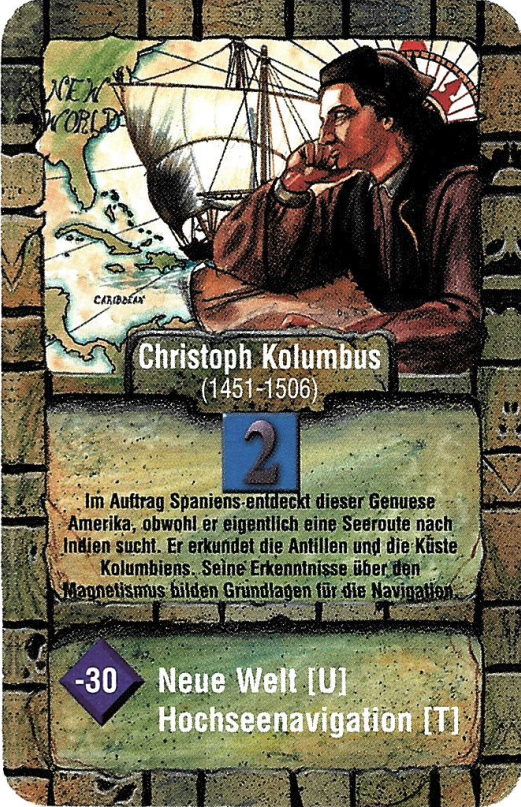 NEW
WORLD
CARIBBEAN
Christoph Kolumbus
(1451-1506)
2
Im Auftrag Spaniens entdeckt dieser Genuese
Amerika, obwohl er eigentlich eine Seeroute nach
Indien sucht. Er erkundet die Antillen und die Küste
Kolumbiens. Seine Erkenntnisse über den
Magnetismus bilden Grundlagen für die Navigation.
-30
Neue Welt [U]
Hochseenavigation [T]